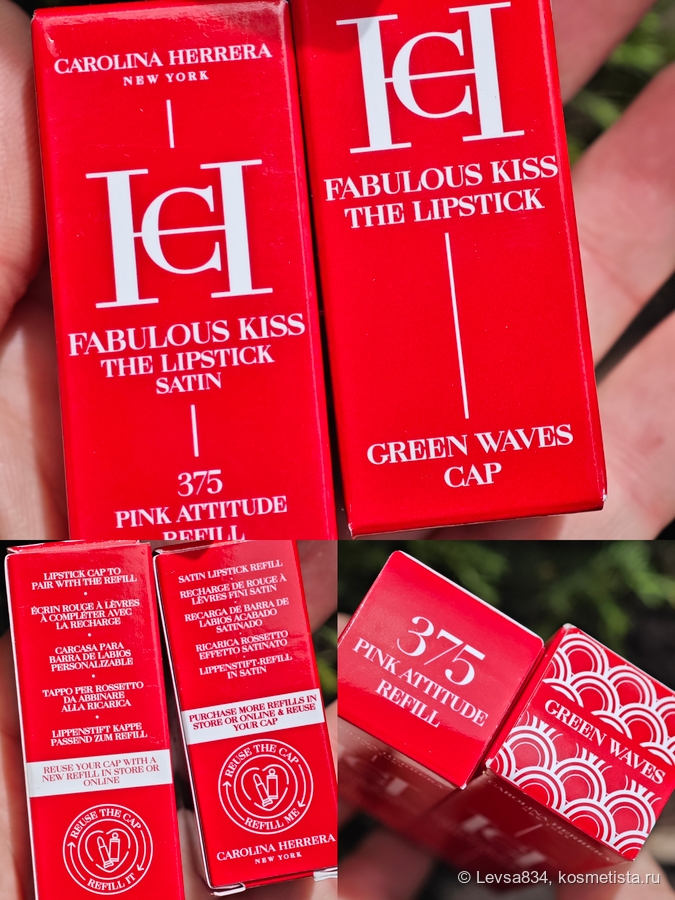 CAROLINA HERRERA
NEW YORK
CH
FABULOUS KISS
THE LIPSTICK
SATIN
375
PINK ATTITUDE
REFILL
CH
FABULOUS KISS
THE LIPSTICK
GREEN WAVES
CAP
LIPSTICK CAP TO
PAIR WITH THE REFILL
ÉCRIN ROUGE À LÈVRES
À COMPLÉTER AVEC
LA RECHARGE
CARCASA PARA
BARRA DE LABIOS
PERSONALIZABLE
TAPPO PER ROSSETTO
DA ABBINARE
ALLA RICARICA
LIPPENSTIFT KAPPE
PASSEND ZUM REFILL
REUSE YOUR CAP WITH A
NEW REFILL IN STORE OR
ONLINE
REUSE THE CAP
REFILL IT
SATIN LIPSTICK REFILL
RECHARGE DE ROUGE À
LÈVRES FINI SATIN
RECARGA DE BARRA DE
LABIOS ACABADO
SATINADO
RICARICA ROSSETTO
EFFETTO SATINATO
LIPPENSTIFT-REFILL
IN SATIN
PURCHASE MORE REFILLS IN
STORE OR ONLINE & REUSE
YOUR CAP
REUSE THE CAP
REFILL ME
CAROLINA HERRERA
NEW YORK
375
PINK ATTITUDE
REFILL
GREEN WAVES
CAROLINA HERRERA
© Levsa834, kosmetista.ru